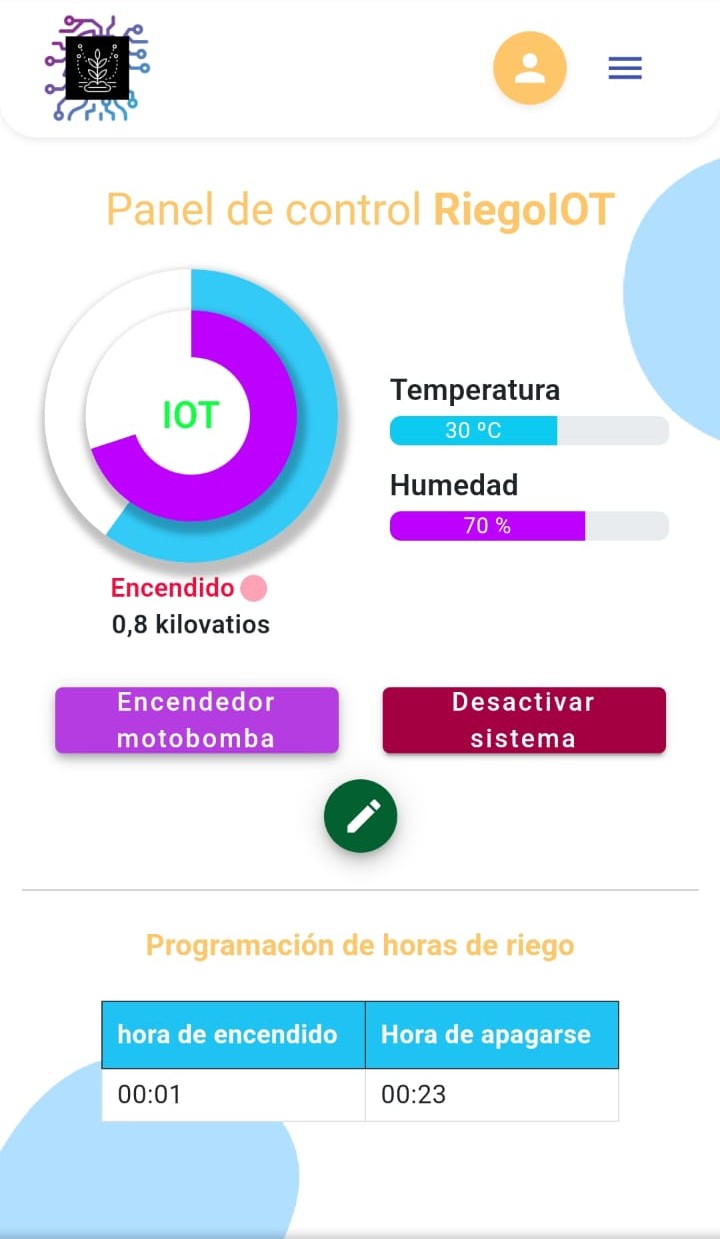 Panel de control RiegoIOT
IOT
Temperatura
30 ºC
Humedad
70 %
Encendido
0,8 kilovatios
Encendedor
motobomba
Desactivar
sistema
Programación de horas de riego
hora de encendido Hora de apagarse
00:01 00:23